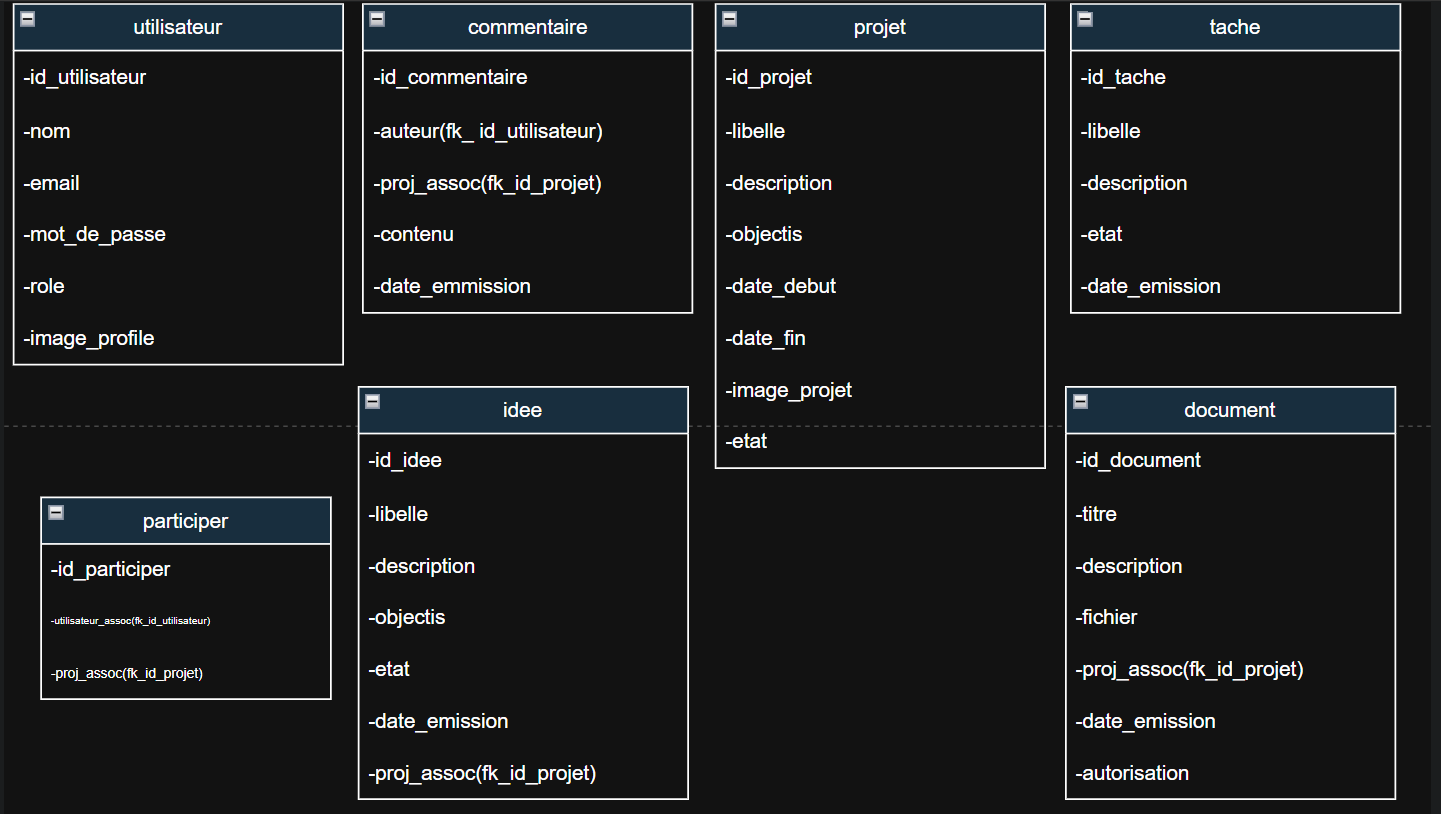 utilisateur
-id_utilisateur
-nom
-email
-mot_de_passe
-role
-image_profile
commentaire
-id_commentaire
-auteur(fk_ id_utilisateur)
-proj_assoc(fk_id_projet)
-contenu
-date_emmission
projet
-id_projet
-libelle
-description
-objectis
-date_debut
-date_fin
-image_projet
-etat
tache
-id_tache
-libelle
-description
-etat
-date_emission
participer
-id_participer
-utilisateur_assoc(fk_id_utilisateur)
-proj_assoc(fk_id_projet)
idee
-id_idee
-libelle
-description
-objectis
-etat
-date_emission
-proj_assoc(fk_id_projet)
document
-id_document
-titre
-description
-fichier
-proj_assoc(fk_id_projet)
-date_emission
-autorisation